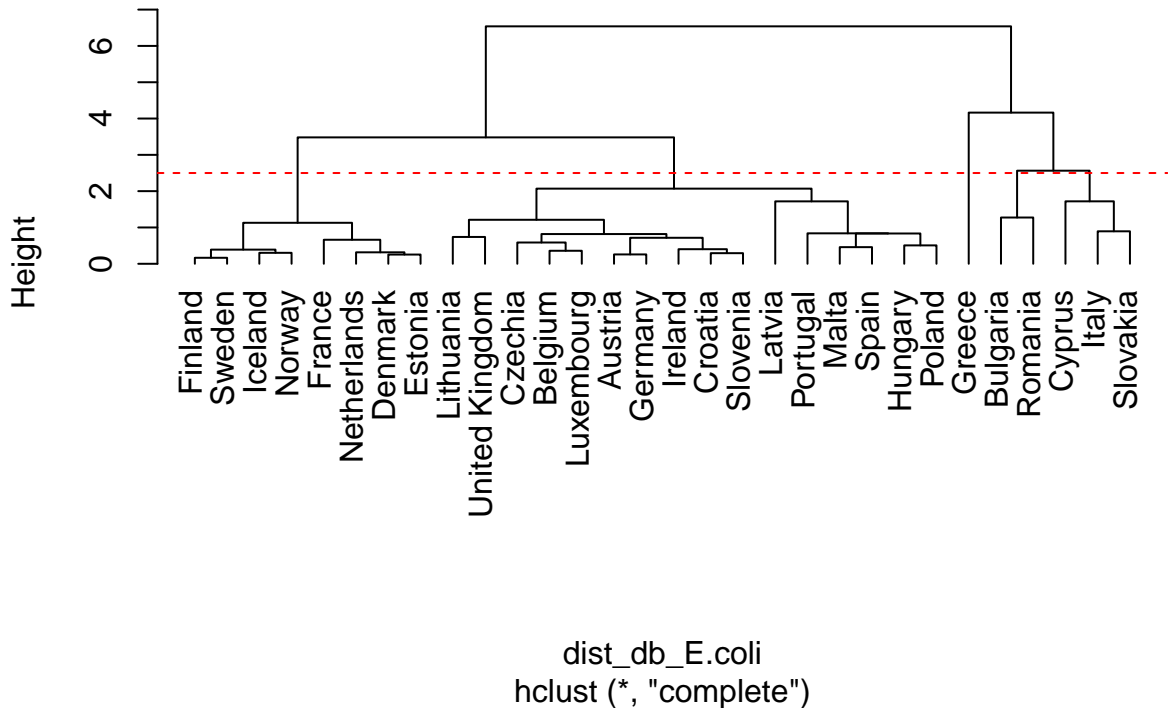 Height
6
4
2
0
Finland
Sweden
Iceland
Norway
France
Netherlands
Denmark
Estonia
Lithuania
United Kingdom
Czechia
Belgium
Luxembourg
Austria
Germany
Ireland
Croatia
Slovenia
Latvia
Portugal
Malta
Spain
Hungary
Poland
Greece
Bulgaria
Romania
Cyprus
Italy
Slovakia
dist_db_E.coli
hclust (*, "complete")